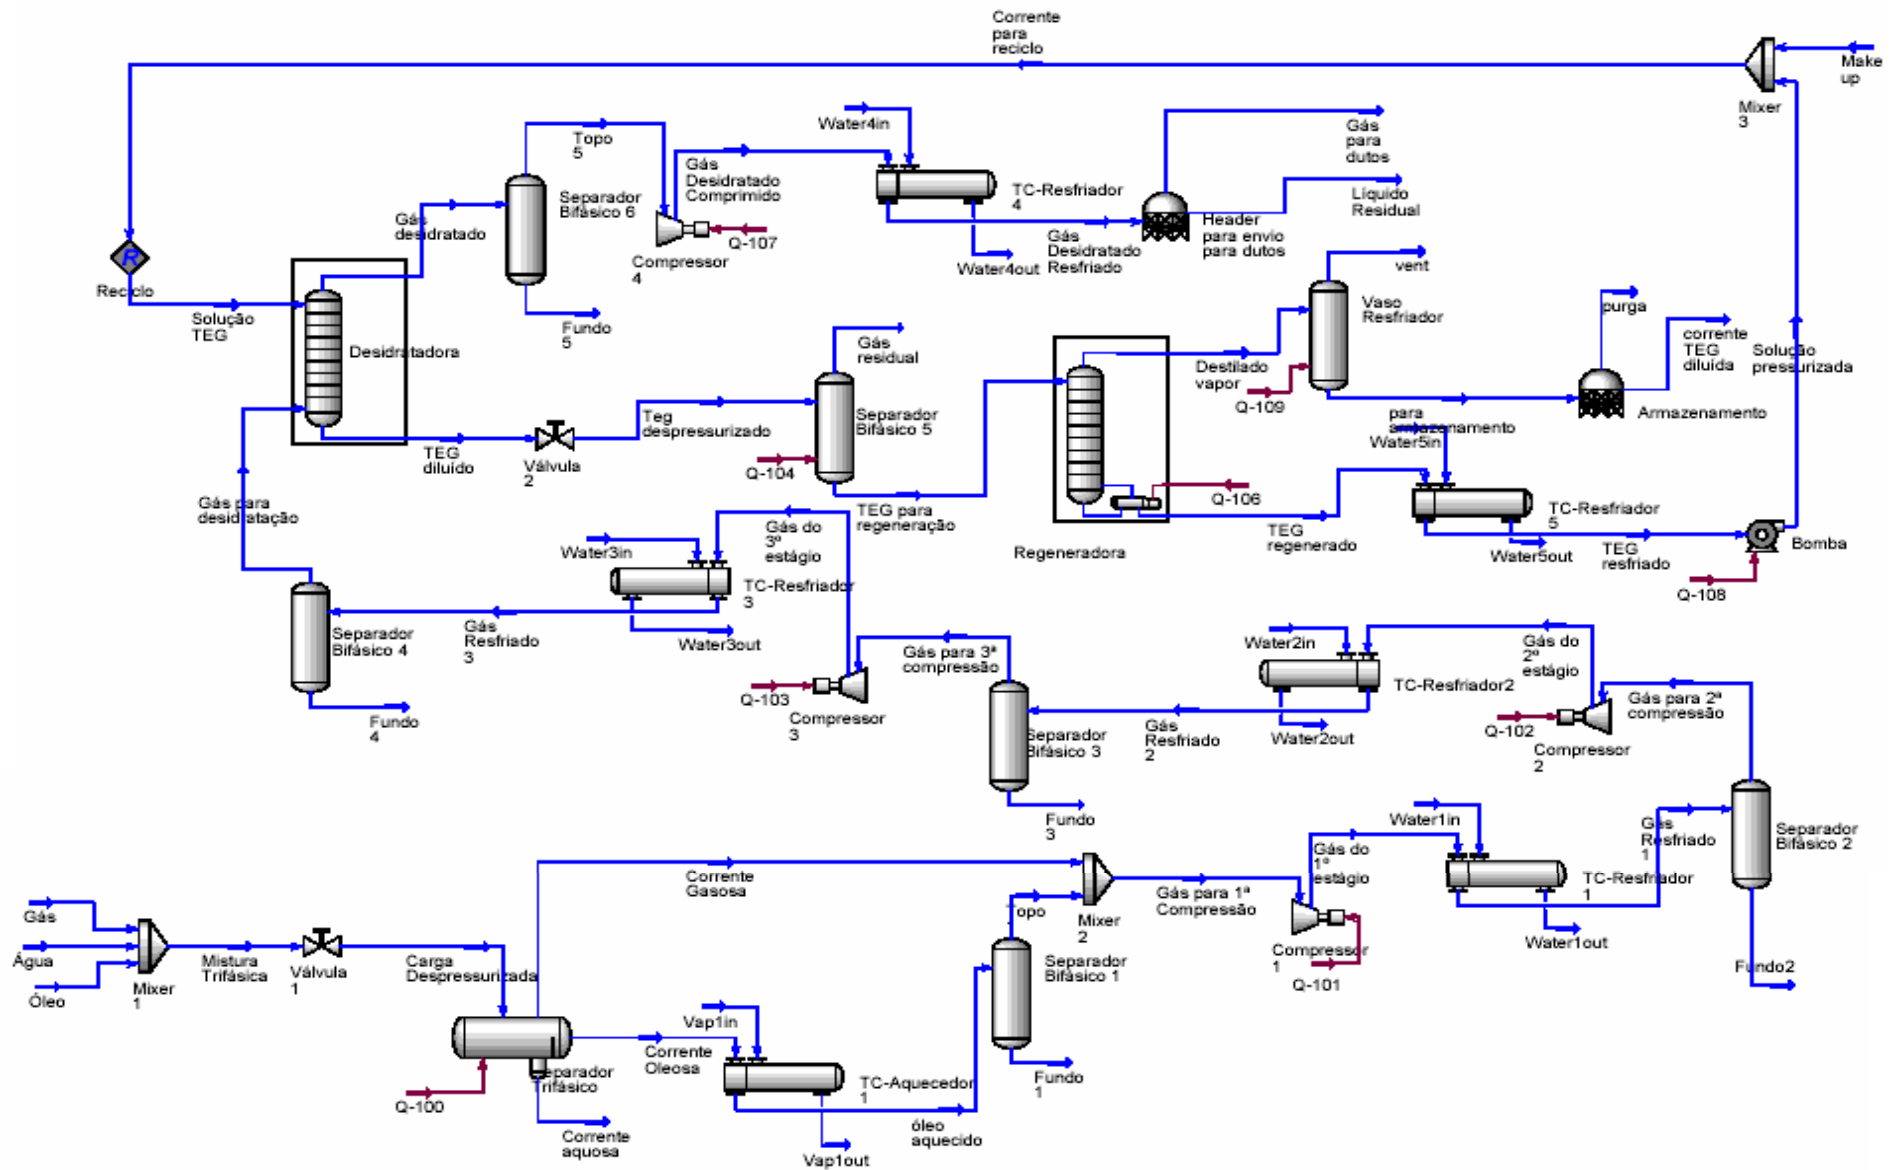 Corrente
para
reciclo
Make
up
Mixer
3
Water4in
Topo
5
Gás
para
dutos
Gás
Desidratado
Comprimido
TC-Resfriador
4
Líquido
Residual
Separador
Bifásico 6
Gás
desidratado
Header
para envio
para dutos
Q-107
Compressor
4
Water4out
Gás
Desidratado
Resfriado
vent
R
Reciclo
Solução
TEG
Fundo
5
Vaso
Resfriador
purga
Desidratadora
Gás
residual
Destilado
vapor
corrente
TEG
diluída
Solução
pressurizada
Q-109
Armazenamento
Teg
despressurizado
Separador
Bifásico 5
para
armazenamento
Water5in
TEG
diluído
Válvula
2
Q-104
Q-106
Gás para
desidratação
TEG para
regeneração
TC-Resfriador
5
Gás do
3º
estágio
Water3in
Regeneradora
TEG
regenerado
Water5out
TEG
resfriado
Bomba
TC-Resfriador
3
Q-108
Separador
Bifásico 4
Gás
Resfriado
3
Water3out
Gás para 3ª
compressão
Water2in
Gás do
2º
estágio
Q-103
Compressor
3
TC-Resfriador2
Gás para 2ª
compressão
Fundo
4
Separador
Bifásico 3
Gás
Resfriado
2
Water2out
Q-102
Compressor
2
Fundo
3
Water1in
Gás
Resfriado
1
Separador
Bifásico 2
Gás do
1º
estágio
Corrente
Gasosa
Gás para 1ª
Compressão
TC-Resfriador
1
Topo
Mixer
2
Gás
Água
Óleo
Mixer
1
Mistura
Trifásica
Válvula
1
Carga
Despressurizada
Separador
Bifásico 1
Compressor
1
Q-101
Water1out
Fundo2
Vap1in
Separador
Trifásico
Corrente
Oleosa
TC-Aquecedor
1
Fundo
1
Q-100
Corrente
aquosa
óleo
aquecido
Vap1out